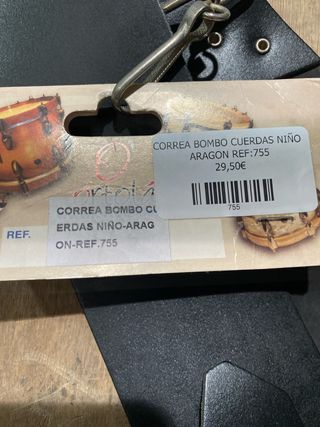 CORREA BOMBO CUERDAS NIÑO
ARAGON REF:755
29,50€
755
CORREA BOMBO CU
ERDAS NIÑO-ARAG
ON-REF.755
REF.